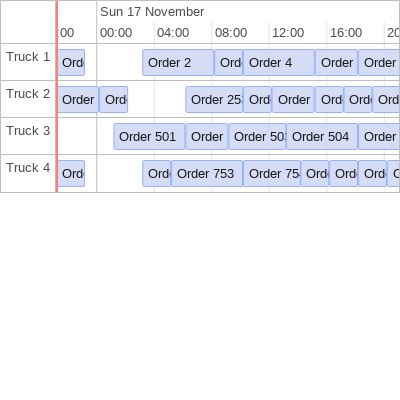 Sun 17 November
:00 00:00 04:00 08:00 12:00 16:00 20
Truck 1 Ord Order 2 Ord Order 4 Order Order
Truck 2 Order Ord Order 25 Ord Order Ord Ord Ord
Truck 3 Order 501 Order Order 503 Order 504 Order
Truck 4 Ord Ord Order 753 Order 75 Ord Ord Ord